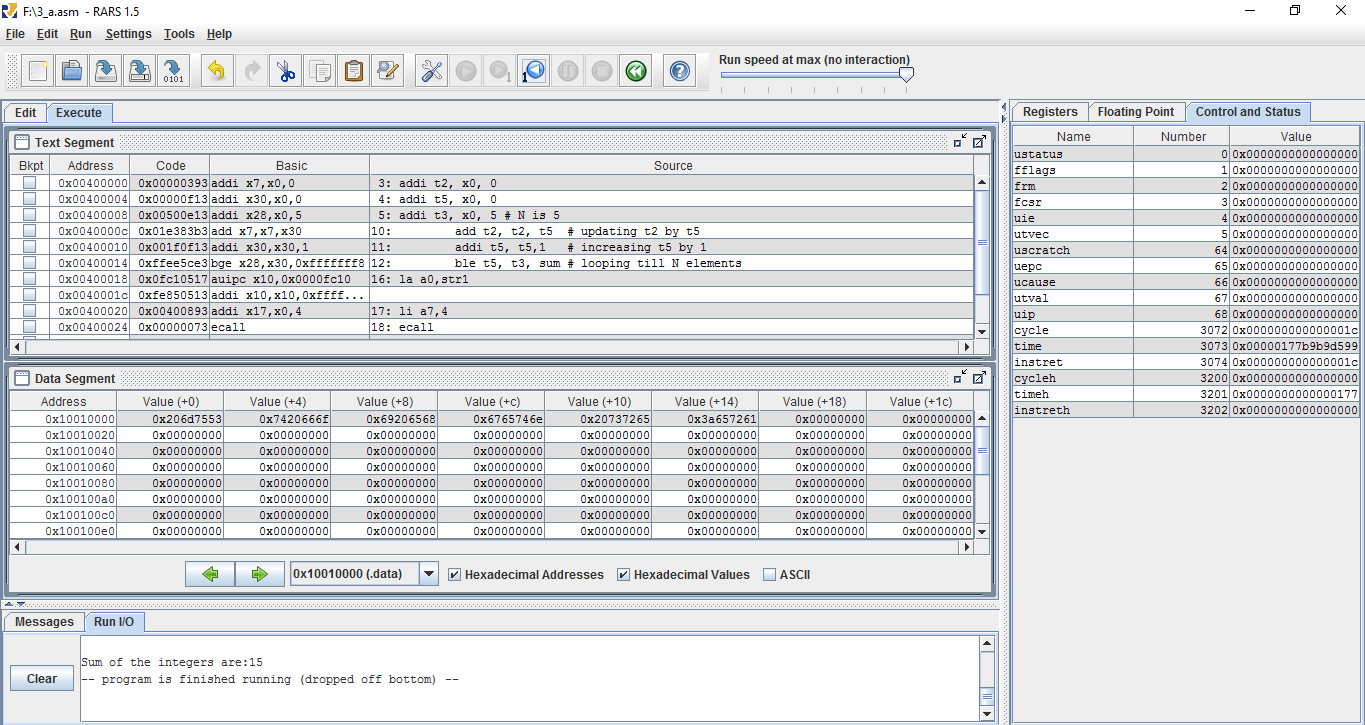 F:\3_a.asm - RARS 1.5
File Edit Run Settings Tools Help
Run speed at max (no interaction)
Edit Execute
Text Segment
Bkpt Address Code Basic Source
0x00400000 0x00000393 addi x7,x0,0 3: addi t2, x0, 0
0x00400004 0x00000f13 addi x30,x0,0 4: addi t5, x0, 0
0x00400008 0x00500e13 addi x28,x0,5 5: addi t3, x0, 5 # N is 5
0x0040000c 0x01e383b3 add x7,x7,x30 10: add t2, t2, t5 # updating t2 by t5
0x00400010 0x001f0f13 addi x30,x30,1 11: addi t5, t5,1 # increasing t5 by 1
0x00400014 0xffee5ce3 bge x28,x30,0xfffffff8 12: ble t5, t3, sum # looping till N elements
0x00400018 0x0fc10517 auipc x10,0x0000fc10 16: la a0,str1
0x0040001c 0xfe850513 addi x10,x10,0xffff...
0x00400020 0x00400893 addi x17,x0,4 17: li a7,4
0x00400024 0x00000073 ecall 18: ecall
Data Segment
Address Value (+0) Value (+4) Value (+8) Value (+c) Value (+10) Value (+14) Value (+18) Value (+1c)
0x10010000 0x206d7553 0x7420666f 0x69206568 0x6765746e 0x20737265 0x3a657261 0x00000000 0x00000000
0x10010020 0x00000000 0x00000000 0x00000000 0x00000000 0x00000000 0x00000000 0x00000000 0x00000000
0x10010040 0x00000000 0x00000000 0x00000000 0x00000000 0x00000000 0x00000000 0x00000000 0x00000000
0x10010060 0x00000000 0x00000000 0x00000000 0x00000000 0x00000000 0x00000000 0x00000000 0x00000000
0x10010080 0x00000000 0x00000000 0x00000000 0x00000000 0x00000000 0x00000000 0x00000000 0x00000000
0x100100a0 0x00000000 0x00000000 0x00000000 0x00000000 0x00000000 0x00000000 0x00000000 0x00000000
0x100100c0 0x00000000 0x00000000 0x00000000 0x00000000 0x00000000 0x00000000 0x00000000 0x00000000
0x100100e0 0x00000000 0x00000000 0x00000000 0x00000000 0x00000000 0x00000000 0x00000000 0x00000000
0x10010000 (.data) Hexadecimal Addresses Hexadecimal Values ASCII
Messages Run I/O
Clear
Sum of the integers are:15
-- program is finished running (dropped off bottom) --
Registers Floating Point Control and Status
Name Number Value
ustatus 0 0x0000000000000000
fflags 1 0x0000000000000000
frm 2 0x0000000000000000
fcsr 3 0x0000000000000000
uie 4 0x0000000000000000
utvec 5 0x0000000000000000
uscratch 64 0x0000000000000000
uepc 65 0x0000000000000000
ucause 66 0x0000000000000000
utval 67 0x0000000000000000
uip 68 0x0000000000000000
cycle 3072 0x000000000000001c
time 3073 0x00000177b9b9d599
instret 3074 0x000000000000001c
cycleh 3200 0x0000000000000000
timeh 3201 0x0000000000000177
instreth 3202 0x0000000000000000